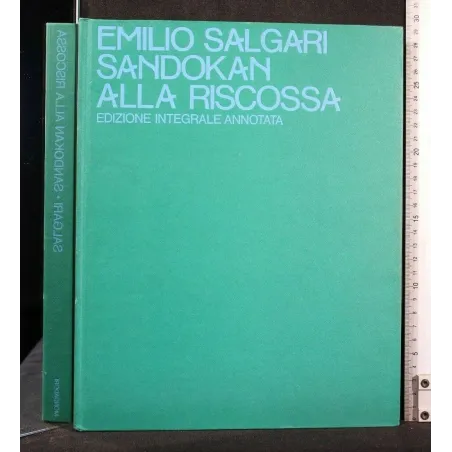 EMILIO SALGARI
SANDOKAN
ALLA RISCOSSA
EDIZIONE INTEGRALE ANNOTATA
SALGARI • SANDOKAN ALLA RISCOSSA